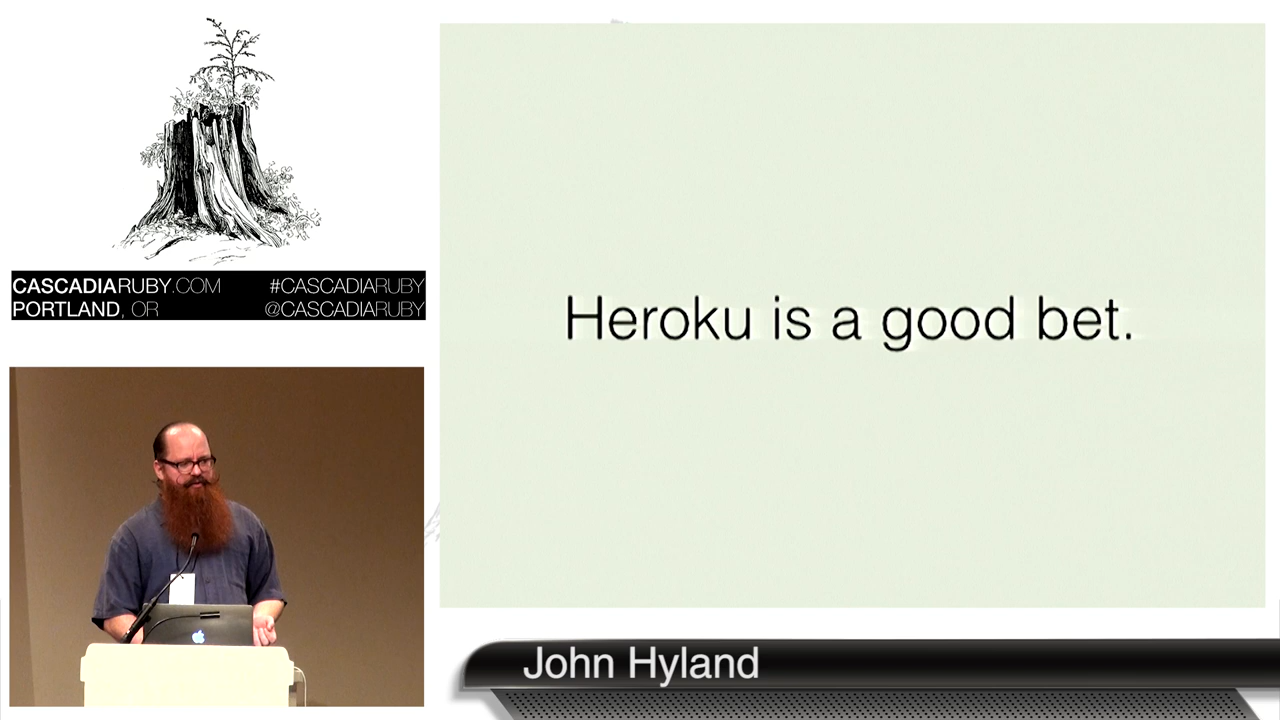 CASCADIARUBY.COM #CASCADIARUBY
PORTLAND, OR @CASCADIARUBY
Heroku is a good bet.
John Hyland